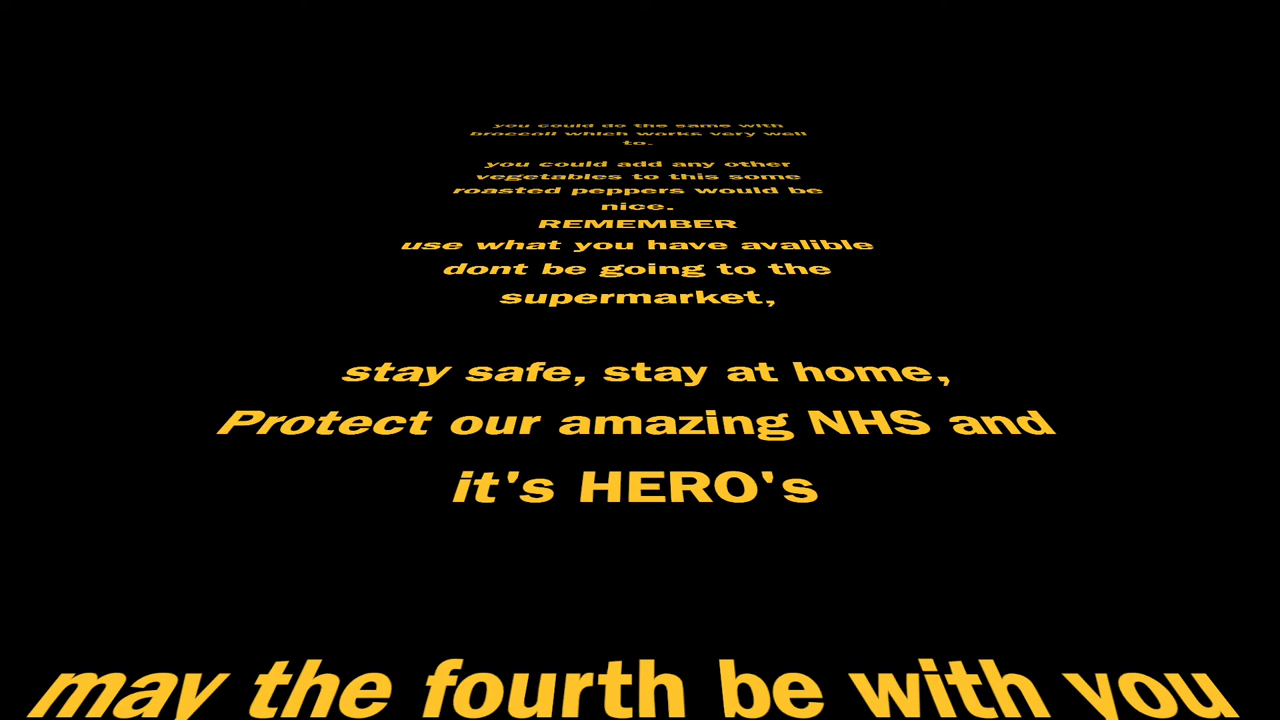 you could do the same with
broccoli which works very well
to.
you could add any other
vegetables to this some
roasted peppers would be
nice.
REMEMBER
use what you have avalible
dont be going to the
supermarket,
stay safe, stay at home,
Protect our amazing NHS and
it's HERO's
may the fourth be with you